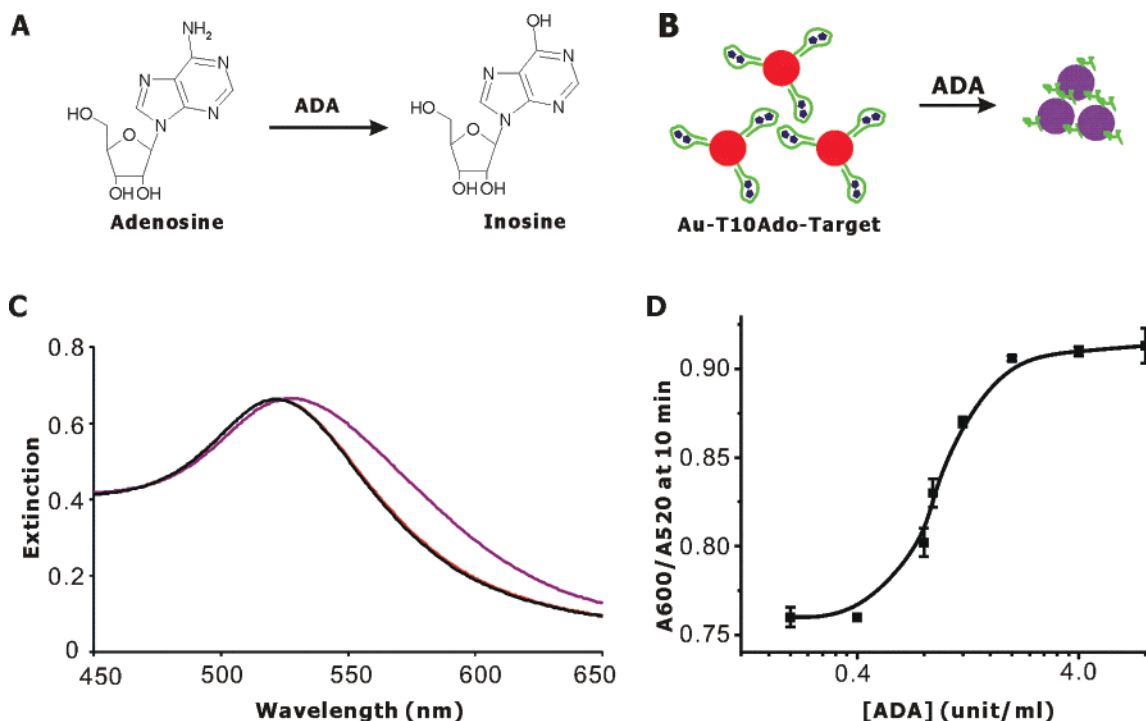 A
NH₂
N
N
N
N
HO
O
OH
OH
Adenosine
ADA
OH
N
N
N
N
HO
O
OH
OH
Inosine
B
ADA
Au-T10Ado-Target
C
Extinction
0.8
0.6
0.4
0.2
0
450
500
550
600
650
Wavelength (nm)
D
A600/A520 at 10 min
0.90
0.85
0.80
0.75
0.4
4.0
[ADA] (unit/ml)